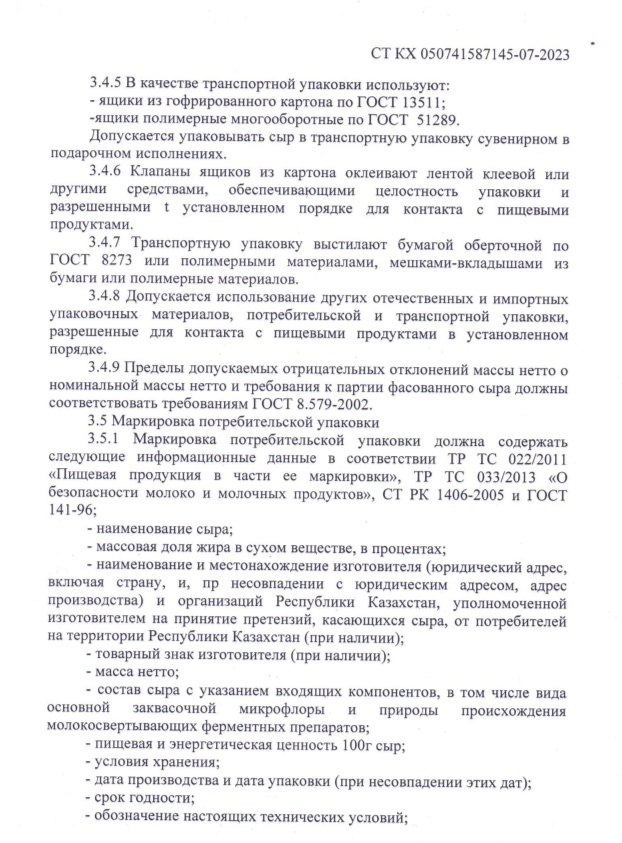 СТ КХ 050741587145-07-2023
3.4.5 В качестве транспортной упаковки используют:
- ящики из гофрированного картона по ГОСТ 13511;
-ящики полимерные многооборотные по ГОСТ 51289.
Допускается упаковывать сыр в транспортную упаковку сувенирном в
подарочном исполнениях.
3.4.6 Клапаны ящиков из картона оклеивают лентой клеевой или
другими средствами, обеспечивающими целостность упаковки и
разрешенными t установленном порядке для контакта с пищевыми
продуктами.
3.4.7 Транспортную упаковку выстилают бумагой оберточной по
ГОСТ 8273 или полимерными материалами, мешками-вкладышами из
бумаги или полимерные материалов.
3.4.8 Допускается использование других отечественных и импортных
упаковочных материалов, потребительской и транспортной упаковки,
разрешенные для контакта с пищевыми продуктами в установленном
порядке.
3.4.9 Пределы допускаемых отрицательных отклонений массы нетто о
номинальной массы нетто и требования к партии фасованного сыра должны
соответствовать требованиям ГОСТ 8.579-2002.
3.5 Маркировка потребительской упаковки
3.5.1 Маркировка потребительской упаковки должна содержать
следующие информационные данные в соответствии ТР ТС 022/2011
«Пищевая продукция в части ее маркировки», ТР ТС 033/2013 «О
безопасности молоко и молочных продуктов», СТ РК 1406-2005 и ГОСТ
141-96;
- наименование сыра;
- массовая доля жира в сухом веществе, в процентах;
- наименование и местонахождение изготовителя (юридический адрес,
включая страну, и, пр несовпадении с юридическим адресом, адрес
производства) и организаций Республики Казахстан, уполномоченной
изготовителем на принятие претензий, касающихся сыра, от потребителей
на территории Республики Казахстан (при наличии);
- товарный знак изготовителя (при наличии);
- масса нетто;
- состав сыра с указанием входящих компонентов, в том числе вида
основной заквасочной микрофлоры и природы происхождения
молокосвертывающих ферментных препаратов;
- пищевая и энергетическая ценность 100г сыр;
- условия хранения;
- дата производства и дата упаковки (при несовпадении этих дат);
- срок годности;
- обозначение настоящих технических условий;